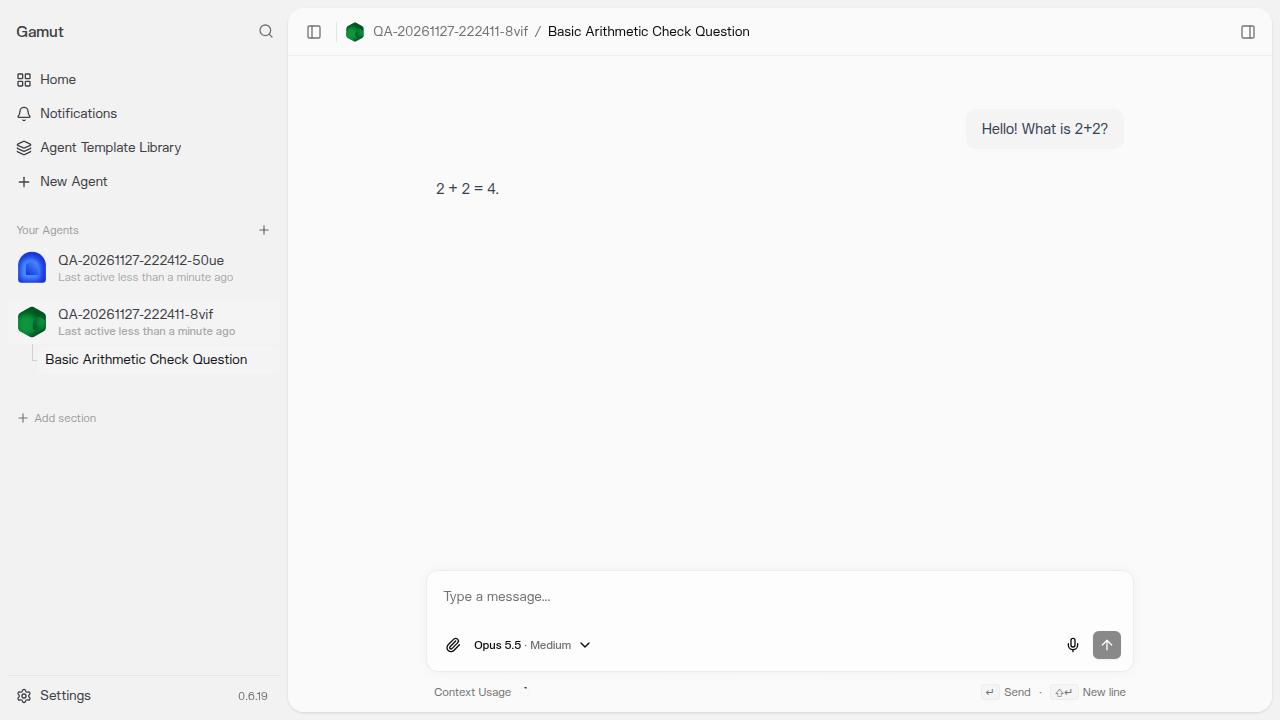 Gamut
Home
Notifications
Agent Template Library
New Agent
Your Agents
QA-20261127-222412-50ue
Last active less than a minute ago
QA-20261127-222411-8vif
Last active less than a minute ago
Basic Arithmetic Check Question
Add section
Settings
0.6.19
QA-20261127-222411-8vif / Basic Arithmetic Check Question
Hello! What is 2+2?
2 + 2 = 4.
Type a message...
Opus 5.5 · Medium
Context Usage
↵ Send · ⇧↵ New line